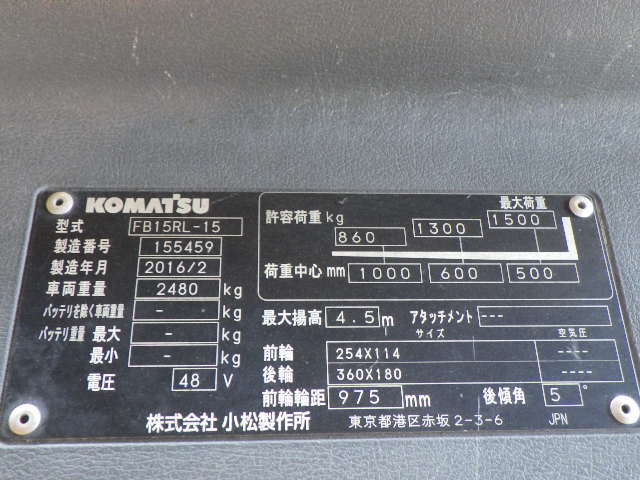 KOMATSU
型式 FB15RL-15
製造番号 155459
製造年月 2016/2
車両重量 2480 kg
バッテリを除く車両重量 - kg
バッテリ重量 最大 - kg
最小 - kg
電圧 48 V
最大荷重
許容荷重 kg 860 1300 1500
荷重中心 mm 1000 600 500
最大揚高 4.5 m アタッチメント ---
サイズ 空気圧
前輪 254X114 ----
後輪 360X180 ----
前輪輪距 975 mm 後傾角 5 °
株式会社 小松製作所 東京都港区赤坂 2-3-6 JPN